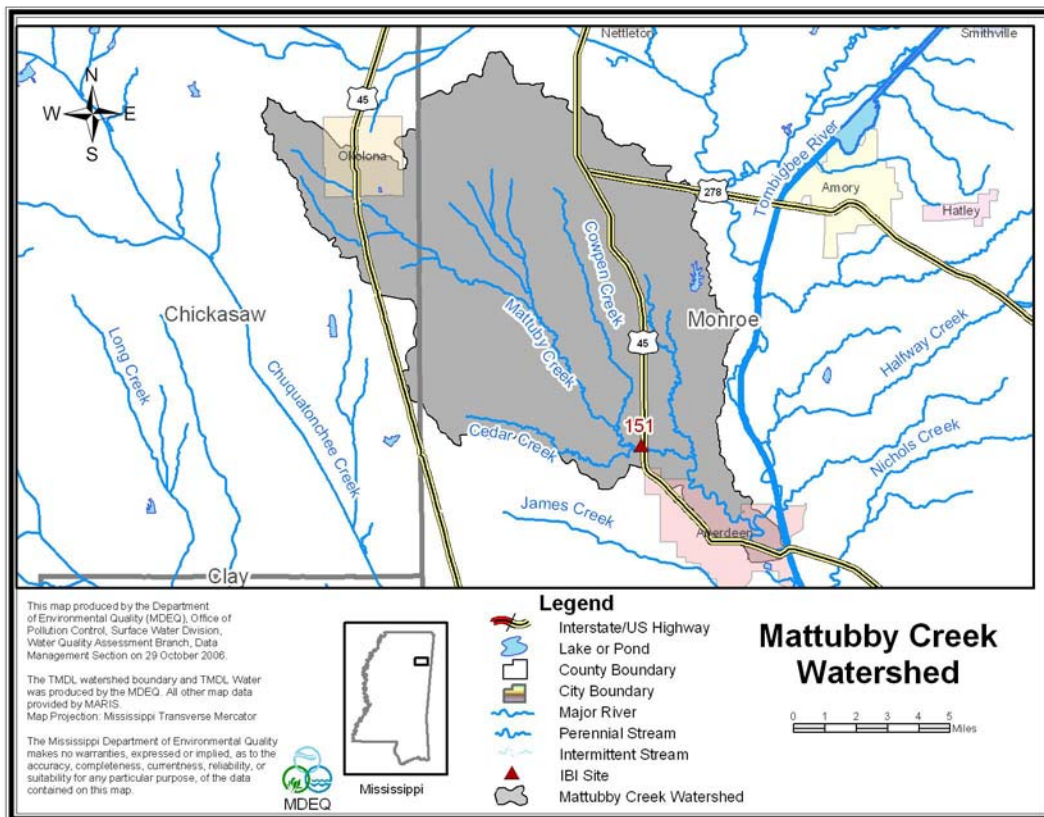 Nettleton
Smithville
N
W E
S
45
Okolona
Tombigbee River
278
Amory
Hatley
Cowpen Creek
Mattuby Creek
Chickasaw
Monroe
45
Long Creek
Chuquatonchee Creek
Halfway Creek
151
Cedar Creek
Nichols Creek
James Creek
Aberdeen
Clay
This map produced by the Department
of Environmental Quality (MDEQ), Office of
Pollution Control, Surface Water Division,
Water Quality Assessment Branch, Data
Management Section on 29 October 2006.
The TMDL watershed boundary and TMDL Water
was produced by the MDEQ. All other map data
provided by MARIS.
Map Projection: Mississippi Transverse Mercator
The Mississippi Department of Environmental Quality
makes no warranties, expressed or implied, as to the
accuracy, completeness, currentness, reliability, or
suitability for any particular purpose, of the data
contained on this map.
MDEQ
Mississippi
Legend
Interstate/US Highway
Lake or Pond
County Boundary
City Boundary
Major River
Perennial Stream
Intermittent Stream
IBI Site
Mattubby Creek Watershed
Mattubby Creek
Watershed
0 1 2 3 4 5
Miles